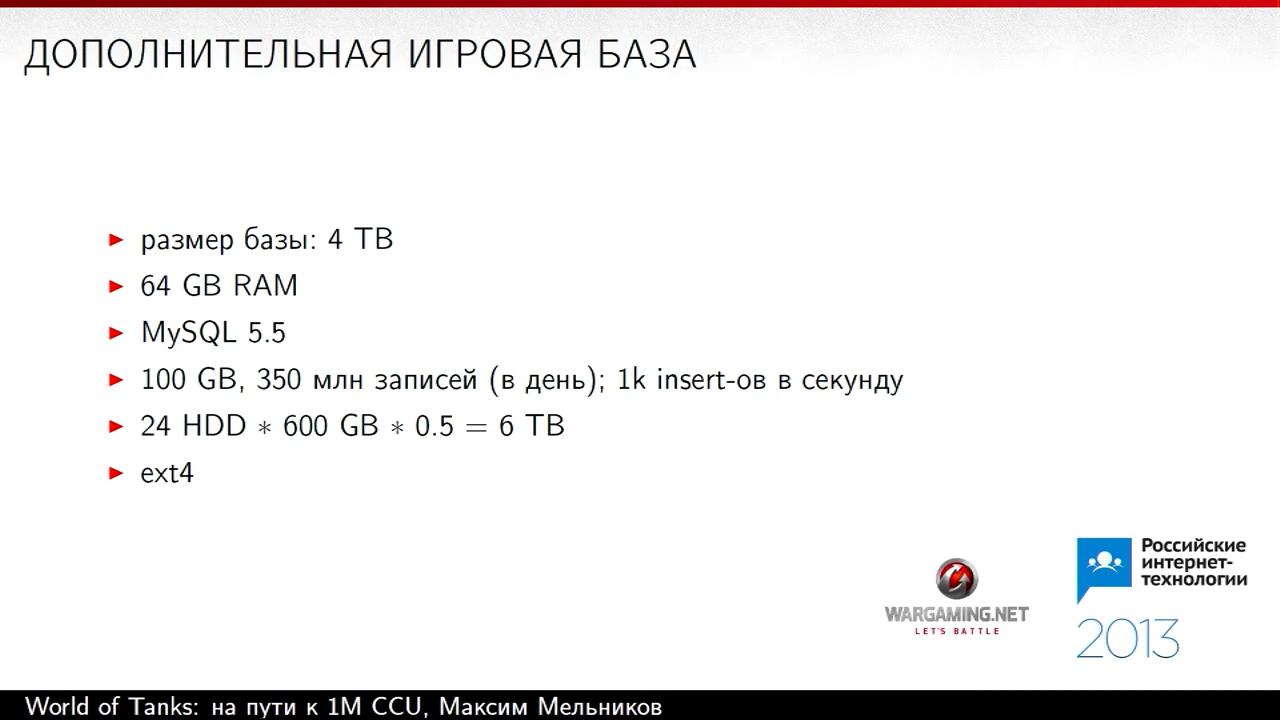 ДОПОЛНИТЕЛЬНАЯ ИГРОВАЯ БАЗА
размер базы: 4 TB
64 GB RAM
MySQL 5.5
100 GB, 350 млн записей (в день); 1k insert-ов в секунду
24 HDD * 600 GB * 0.5 = 6 TB
ext4
WARGAMING.NET
LET'S BATTLE
Российские
интернет-
технологии
2013
World of Tanks: на пути к 1M CCU, Максим Мельников